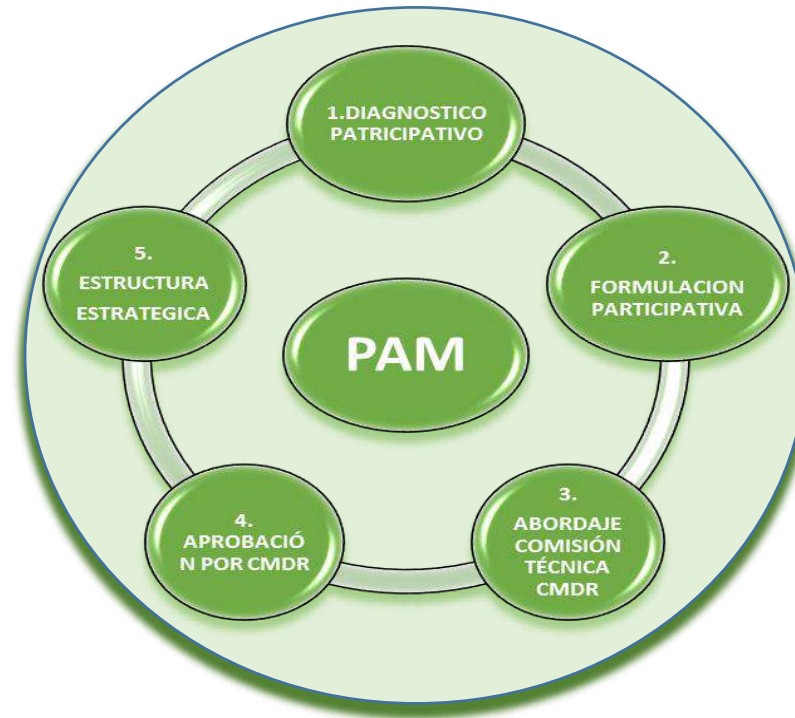 1.DIAGNOSTICO
PATRICIPATIVO
2.
FORMULACION
PARTICIPATIVA
3.
ABORDAJE
COMISIÓN
TÉCNICA
CMDR
4.
APROBACIÓ
N POR CMDR
5.
ESTRUCTURA
ESTRATEGICA
PAM